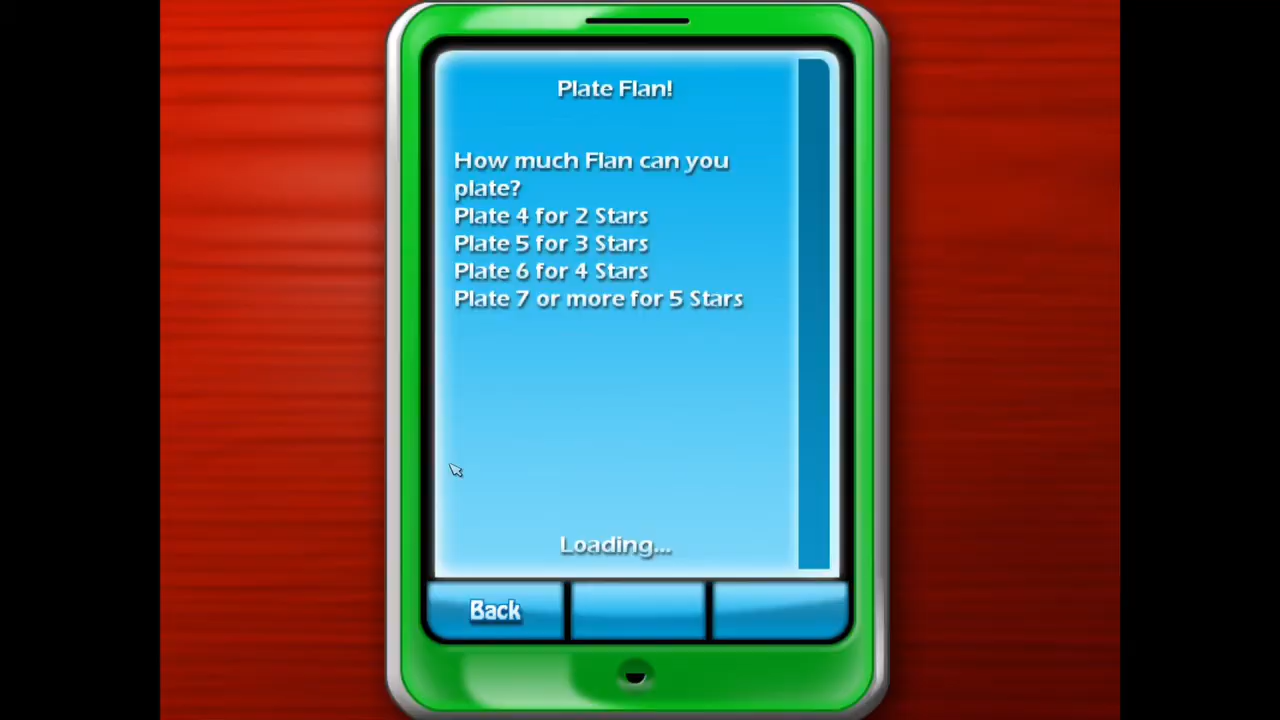 Plate Flan!
How much Flan can you
plate?
Plate 4 for 2 Stars
Plate 5 for 3 Stars
Plate 6 for 4 Stars
Plate 7 or more for 5 Stars
Loading...
Back